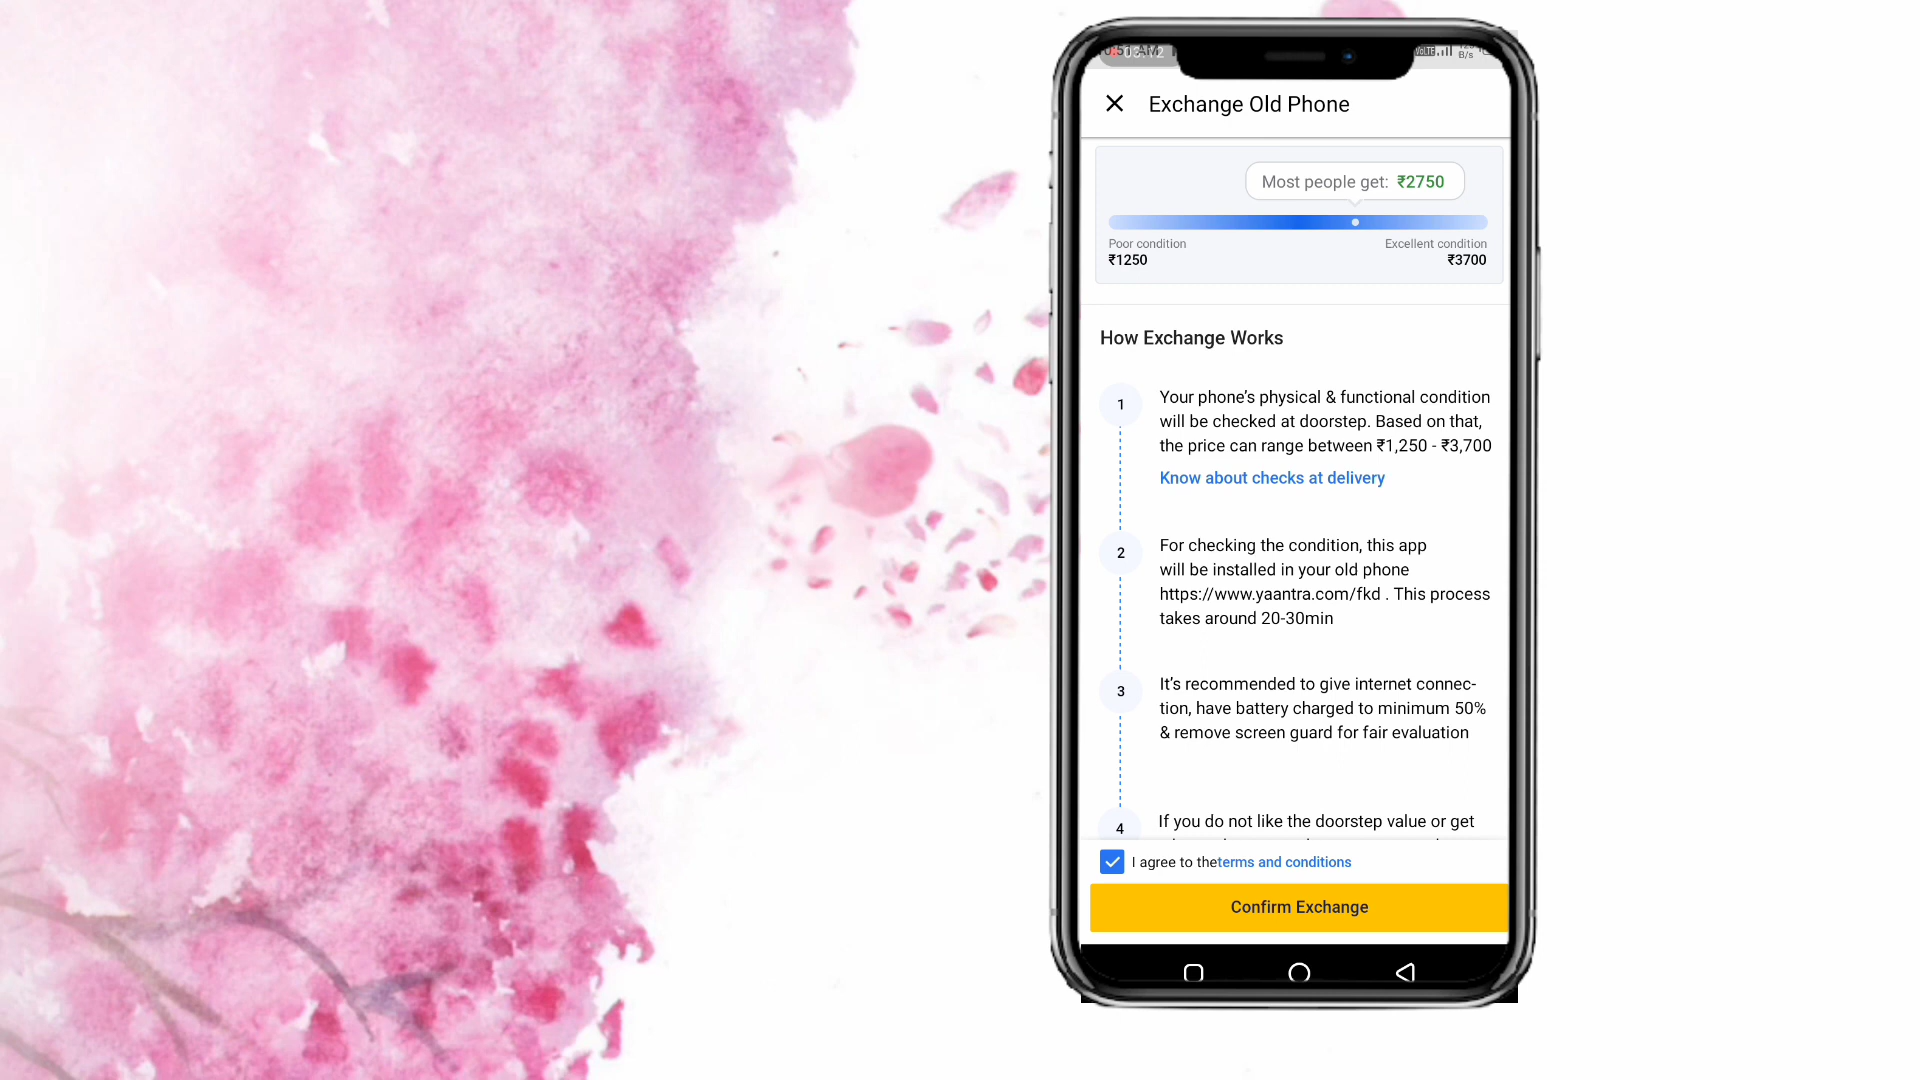 VoLTE
B/s
Exchange Old Phone
Most people get: ₹2750
Poor condition
Excellent condition
₹1250
₹3700
How Exchange Works
1
Your phone’s physical & functional condition
will be checked at doorstep. Based on that,
the price can range between ₹1,250 - ₹3,700
Know about checks at delivery
2
For checking the condition, this app
will be installed in your old phone
https://www.yaantra.com/fkd . This process
takes around 20-30min
3
It’s recommended to give internet connec-
tion, have battery charged to minimum 50%
& remove screen guard for fair evaluation
4
If you do not like the doorstep value or get
I agree to theterms and conditions
Confirm Exchange